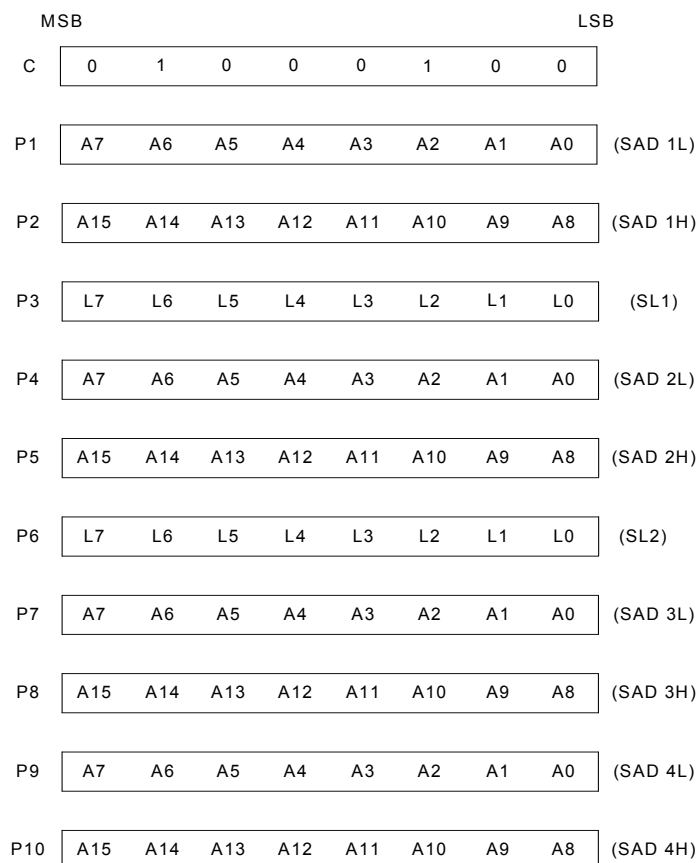 MSB LSB
C 0 1 0 0 0 1 0 0
P1 A7 A6 A5 A4 A3 A2 A1 A0 (SAD 1L)
P2 A15 A14 A13 A12 A11 A10 A9 A8 (SAD 1H)
P3 L7 L6 L5 L4 L3 L2 L1 L0 (SL1)
P4 A7 A6 A5 A4 A3 A2 A1 A0 (SAD 2L)
P5 A15 A14 A13 A12 A11 A10 A9 A8 (SAD 2H)
P6 L7 L6 L5 L4 L3 L2 L1 L0 (SL2)
P7 A7 A6 A5 A4 A3 A2 A1 A0 (SAD 3L)
P8 A15 A14 A13 A12 A11 A10 A9 A8 (SAD 3H)
P9 A7 A6 A5 A4 A3 A2 A1 A0 (SAD 4L)
P10 A15 A14 A13 A12 A11 A10 A9 A8 (SAD 4H)